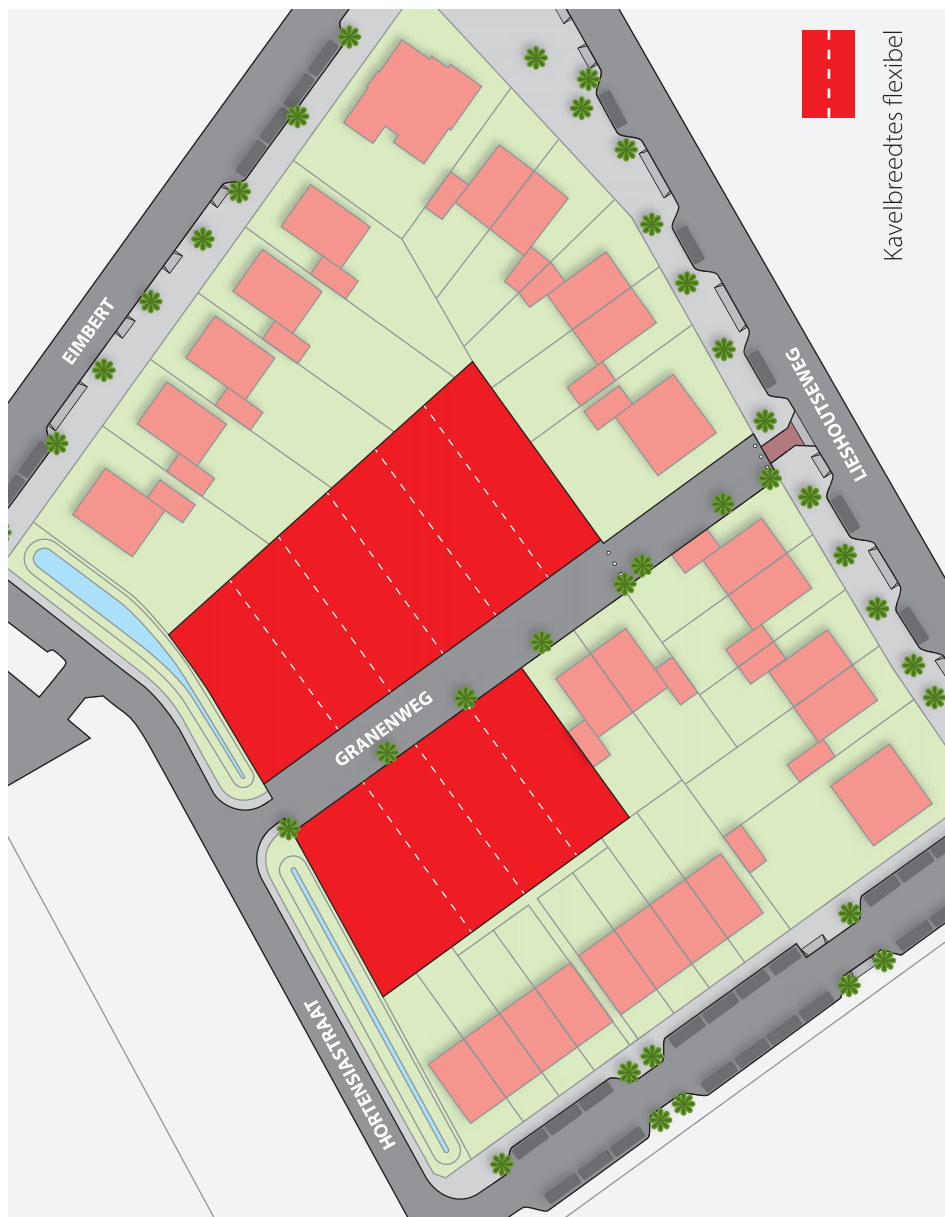 Kavelbreedtes flexibel
EIMBERT
LIESHOUTSEWEG
GRANENWEG
HORTENSIASTRAAT